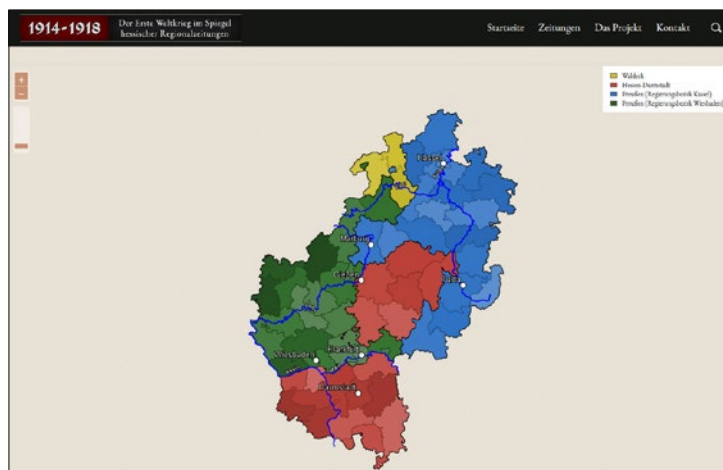 1914-1918
Der Erste Weltkrieg im Spiegel
hessischer Regionalzeitungen
Startseite
Zeitungen
Das Projekt
Kontakt
+
−
Waldeck
Hessen-Darmstadt
Preußen (Regierungsbezirk Kassel)
Preußen (Regierungsbezirk Wiesbaden)
Kassel
Marburg
Gießen
Fulda
Wiesbaden
Frankfurt
Darmstadt